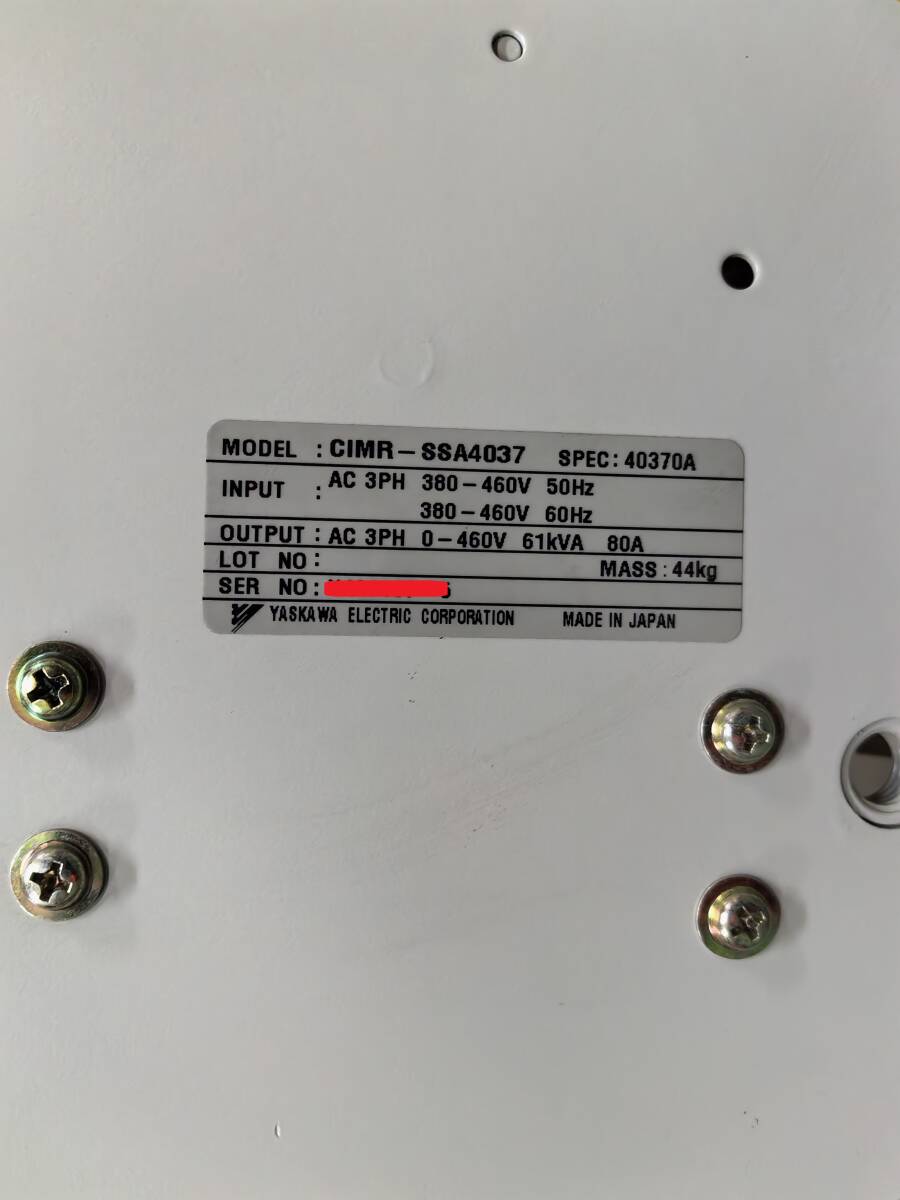 MODEL : CIMR-SSA4037 SPEC: 40370A
INPUT : AC 3PH 380-460V 50Hz
380-460V 60Hz
OUTPUT : AC 3PH 0-460V 61kVA 80A
LOT NO : MASS : 44kg
SER NO :
YASKAWA ELECTRIC CORPORATION MADE IN JAPAN